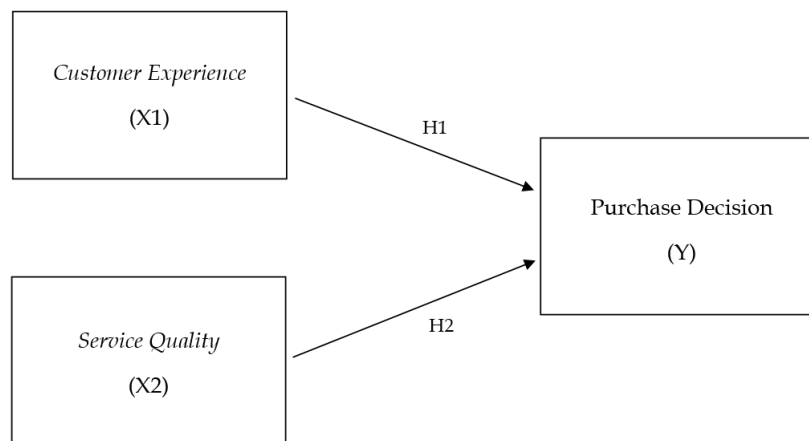 Customer Experience
(X1)
H1
Purchase Decision
(Y)
Service Quality
(X2)
H2